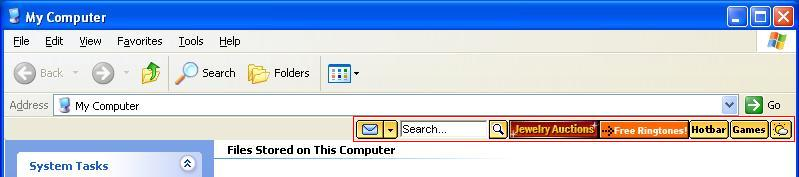 My Computer
File Edit View Favorites Tools Help
Back Search Folders
Address My Computer Go
Search... Jewelry Auctions Free Ringtones! Hotbar Games
System Tasks Files Stored on This Computer